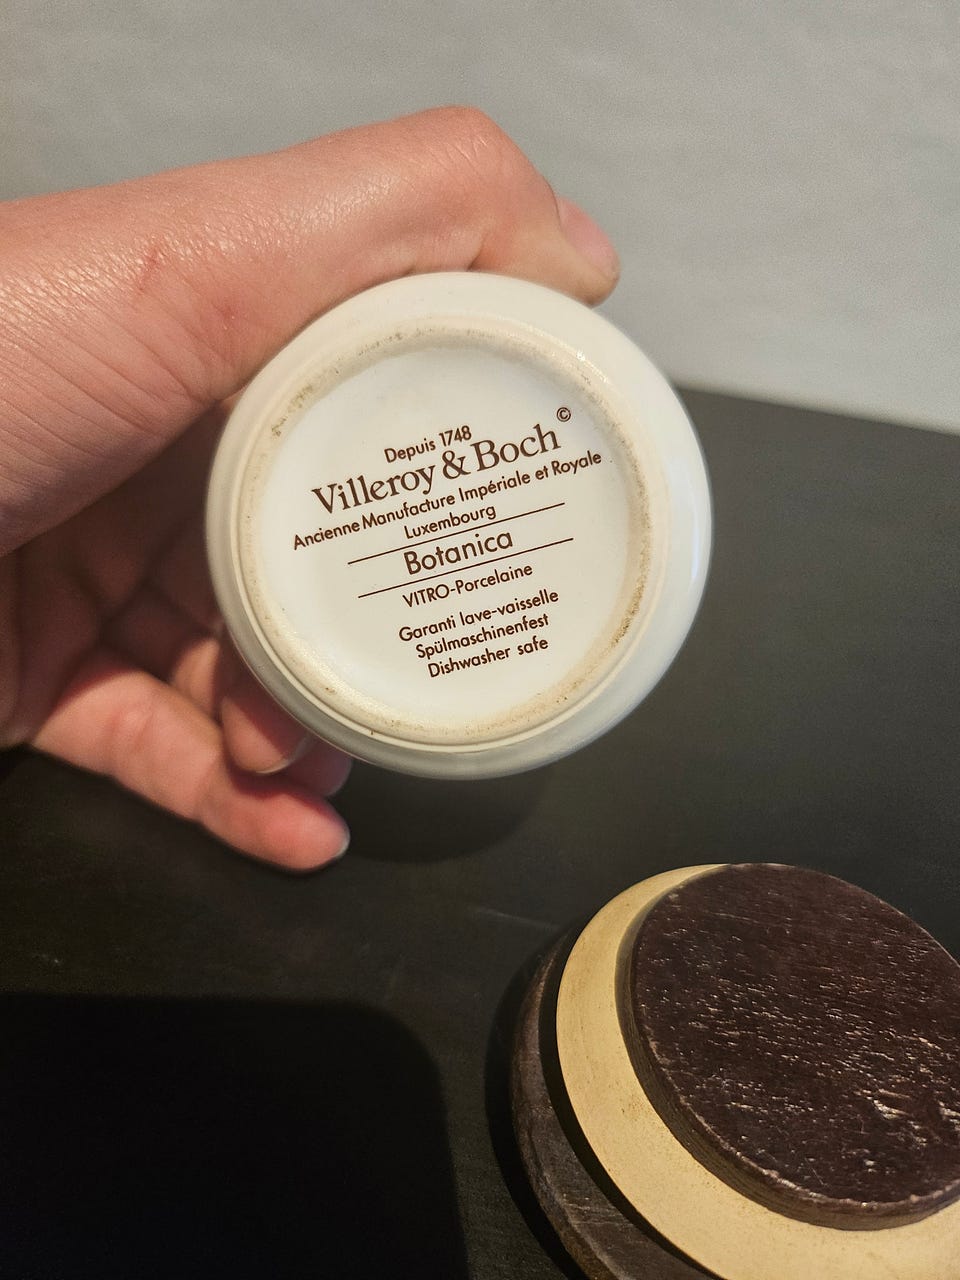 Depuis 1748
Villeroy & Boch©
Ancienne Manufacture Impériale et Royale
Luxembourg
Botanica
VITRO-Porcelaine
Garanti lave-vaisselle
Spülmaschinenfest
Dishwasher safe